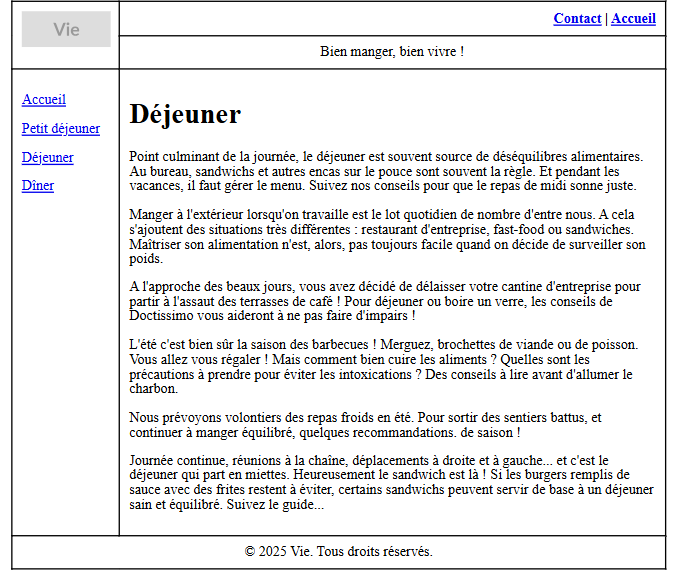 Vie
Contact | Accueil
Bien manger, bien vivre !
Accueil
Petit déjeuner
Déjeuner
Dîner
Déjeuner
Point culminant de la journée, le déjeuner est souvent source de déséquilibres alimentaires.
Au bureau, sandwichs et autres encas sur le pouce sont souvent la règle. Et pendant les
vacances, il faut gérer le menu. Suivez nos conseils pour que le repas de midi sonne juste.
Manger à l'extérieur lorsqu'on travaille est le lot quotidien de nombre d'entre nous. A cela
s'ajoutent des situations très différentes : restaurant d'entreprise, fast-food ou sandwiches.
Maîtriser son alimentation n'est, alors, pas toujours facile quand on décide de surveiller son
poids.
A l'approche des beaux jours, vous avez décidé de délaisser votre cantine d'entreprise pour
partir à l'assaut des terrasses de café ! Pour déjeuner ou boire un verre, les conseils de
Doctissimo vous aideront à ne pas faire d'impairs !
L'été c'est bien sûr la saison des barbecues ! Merguez, brochettes de viande ou de poisson.
Vous allez vous régaler ! Mais comment bien cuire les aliments ? Quelles sont les
précautions à prendre pour éviter les intoxications ? Des conseils à lire avant d'allumer le
charbon.
Nous prévoyons volontiers des repas froids en été. Pour sortir des sentiers battus, et
continuer à manger équilibré, quelques recommandations. de saison !
Journée continue, réunions à la chaîne, déplacements à droite et à gauche... et c'est le
déjeuner qui part en miettes. Heureusement le sandwich est là ! Si les burgers remplis de
sauce avec des frites restent à éviter, certains sandwichs peuvent servir de base à un déjeuner
sain et équilibré. Suivez le guide...
© 2025 Vie. Tous droits réservés.